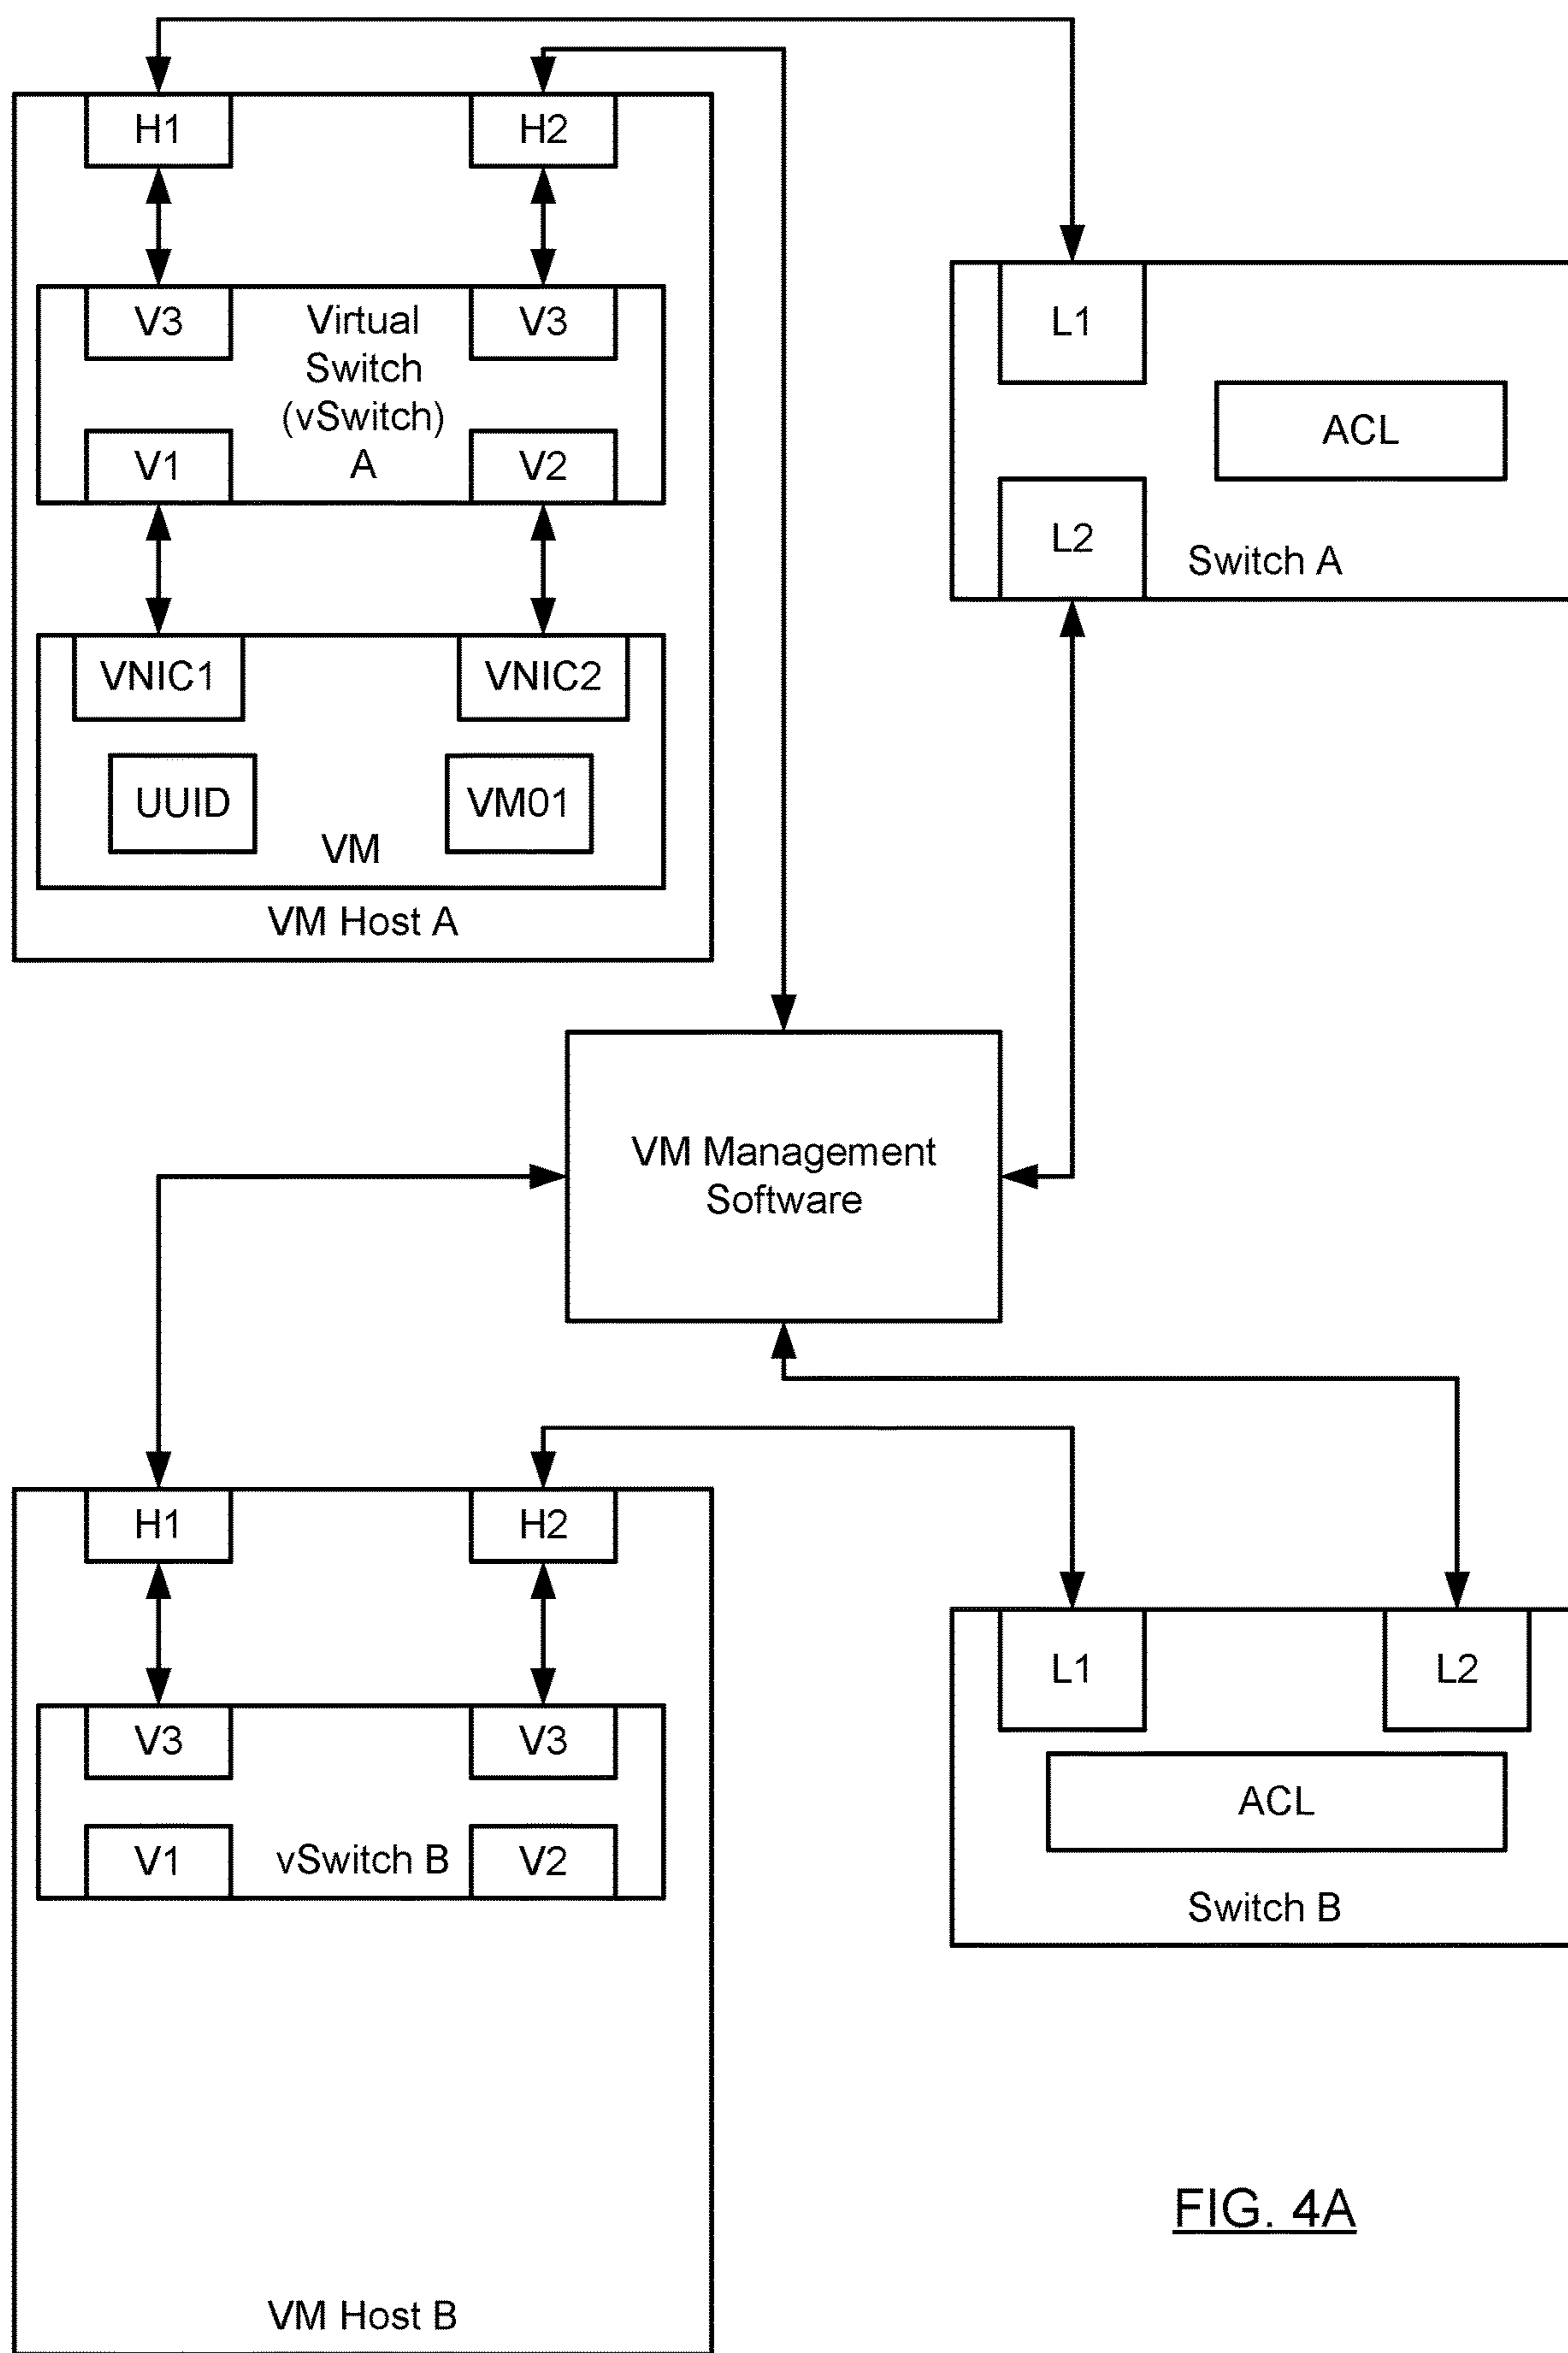 H1
H2
V3
Virtual
Switch
(vSwitch)
A
V3
V1
V2
VNIC1
VNIC2
UUID
VM01
VM
VM Host A
L1
ACL
L2
Switch A
VM Management
Software
H1
H2
V3
V3
V1
vSwitch B
V2
VM Host B
L1
L2
ACL
Switch B
FIG. 4A